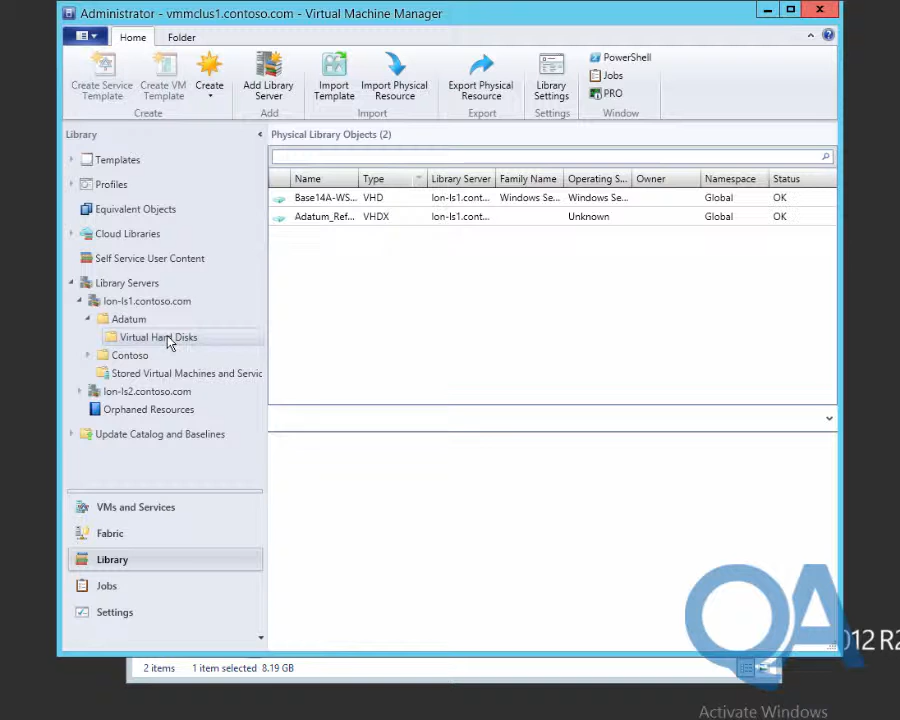 Administrator - vmmclus1.contoso.com - Virtual Machine Manager
Home
Folder
Create Service Template
Create VM Template
Create
Create
Add Library Server
Add
Import Template
Import Physical Resource
Import
Export Physical Resource
Export
Library Settings
Settings
PowerShell
Jobs
PRO
Window
Library
Physical Library Objects (2)
Templates
Profiles
Equivalent Objects
Cloud Libraries
Self Service User Content
Library Servers
lon-ls1.contoso.com
Adatum
Virtual Hard Disks
Contoso
Stored Virtual Machines and Servic
lon-ls2.contoso.com
Orphaned Resources
Update Catalog and Baselines
Name Type Library Server Family Name Operating S... Owner Namespace Status
Base14A-WS... VHD lon-ls1.cont... Windows Se... Windows Se... Global OK
Adatum_Ref... VHDX lon-ls1.cont... Unknown Global OK
VMs and Services
Fabric
Library
Jobs
Settings
QA
012 R2
2 items 1 item selected 8.19 GB
Activate Windows